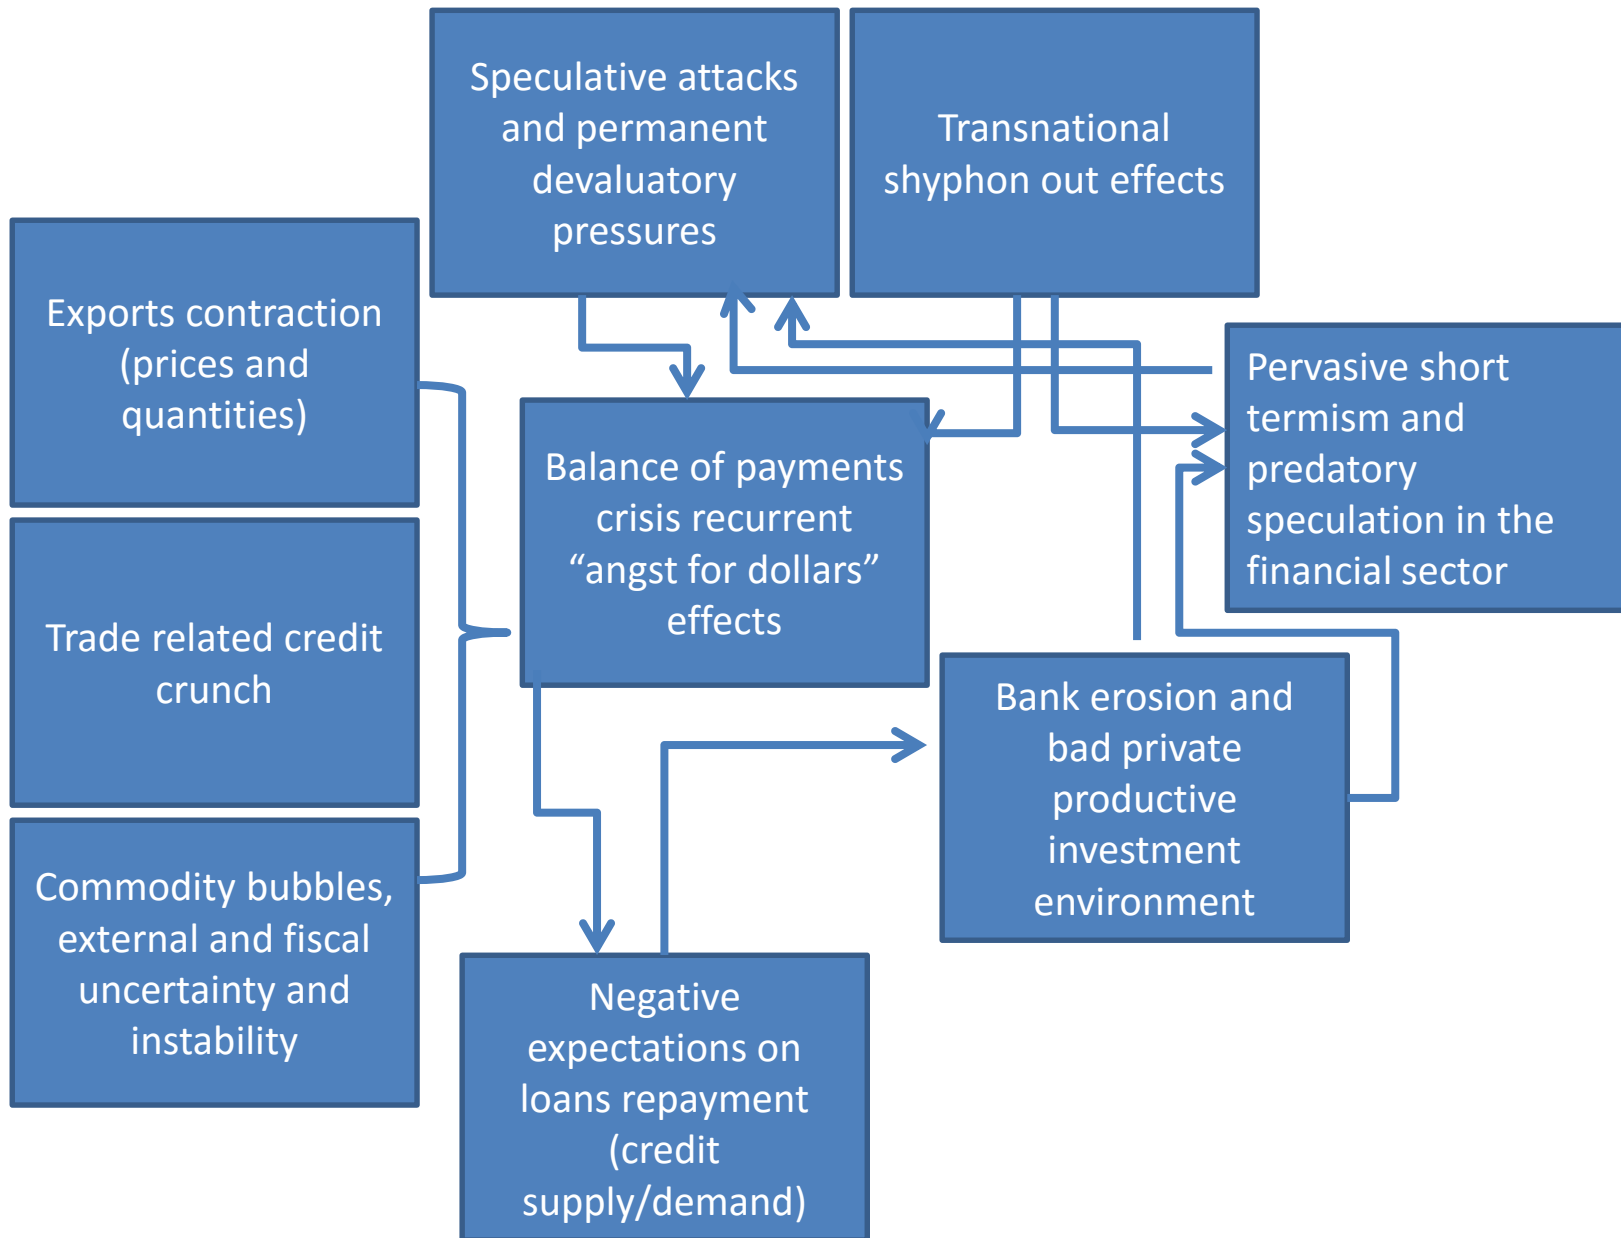 Speculative attacks
and permanent
devaluatory
pressures
Transnational
shyphon out effects
Exports contraction
(prices and
quantities)
Pervasive short
termism and
predatory
speculation in the
financial sector
Balance of payments
crisis recurrent
“angst for dollars”
effects
Trade related credit
crunch
Bank erosion and
bad private
productive
investment
environment
Commodity bubbles,
external and fiscal
uncertainty and
instability
Negative
expectations on
loans repayment
(credit
supply/demand)